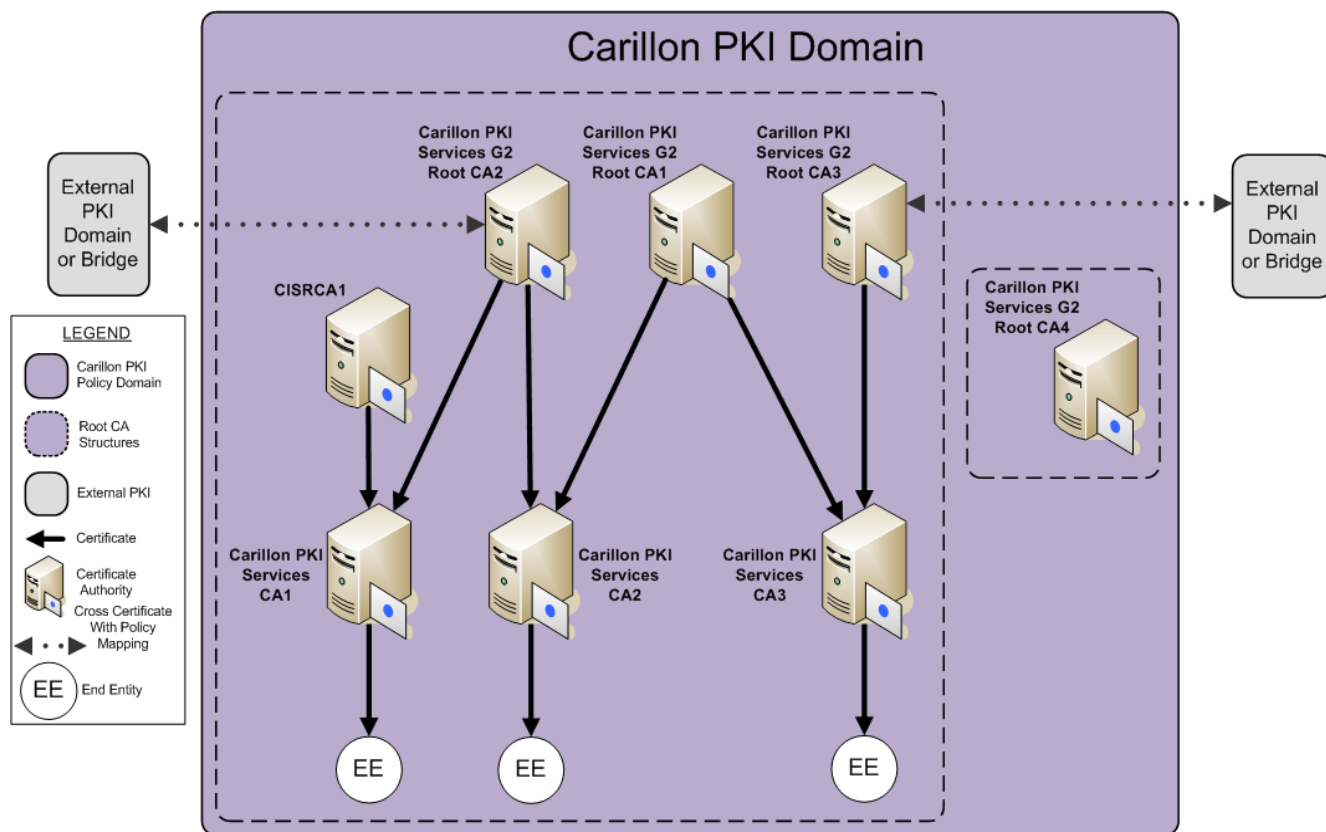 Carillon PKI Domain
Carillon PKI
Services G2
Root CA2
Carillon PKI
Services G2
Root CA1
Carillon PKI
Services G2
Root CA3
External
PKI
Domain
or Bridge
External
PKI
Domain
or Bridge
CISRCA1
Carillon PKI
Services G2
Root CA4
LEGEND
Carillon PKI
Policy Domain
Root CA
Structures
External PKI
Certificate
Certificate
Authority
Cross Certificate
With Policy
Mapping
EE
End Entity
Carillon PKI
Services
CA1
Carillon PKI
Services
CA2
Carillon PKI
Services
CA3
EE
EE
EE